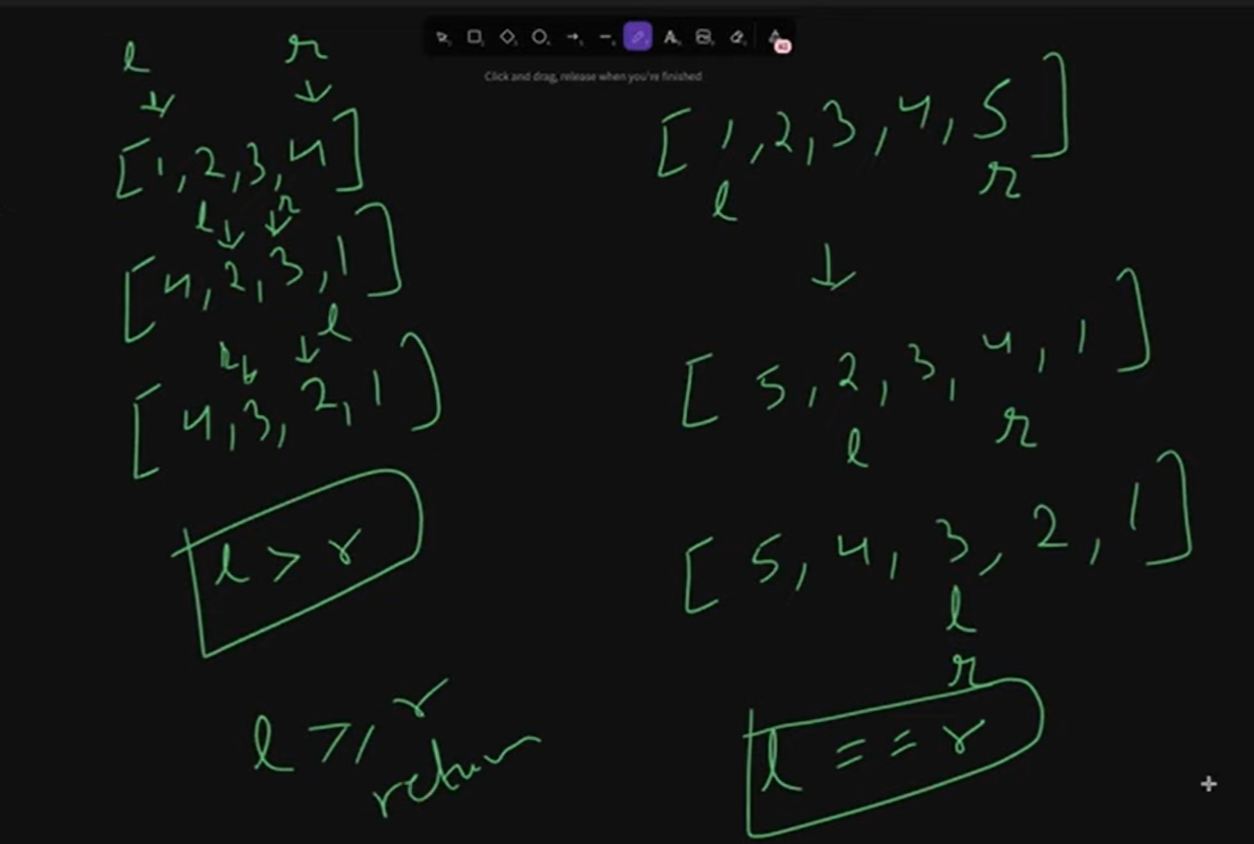 Click and drag, release when you're finished
l r
[1,2,3,4]
l r
[4,2,3,1]
r l
[4,3,2,1]
l > r
l >/ r
return
[1,2,3,4,5]
l r
[5,2,3,4,1]
l r
[5,4,3,2,1]
l
r
l == r